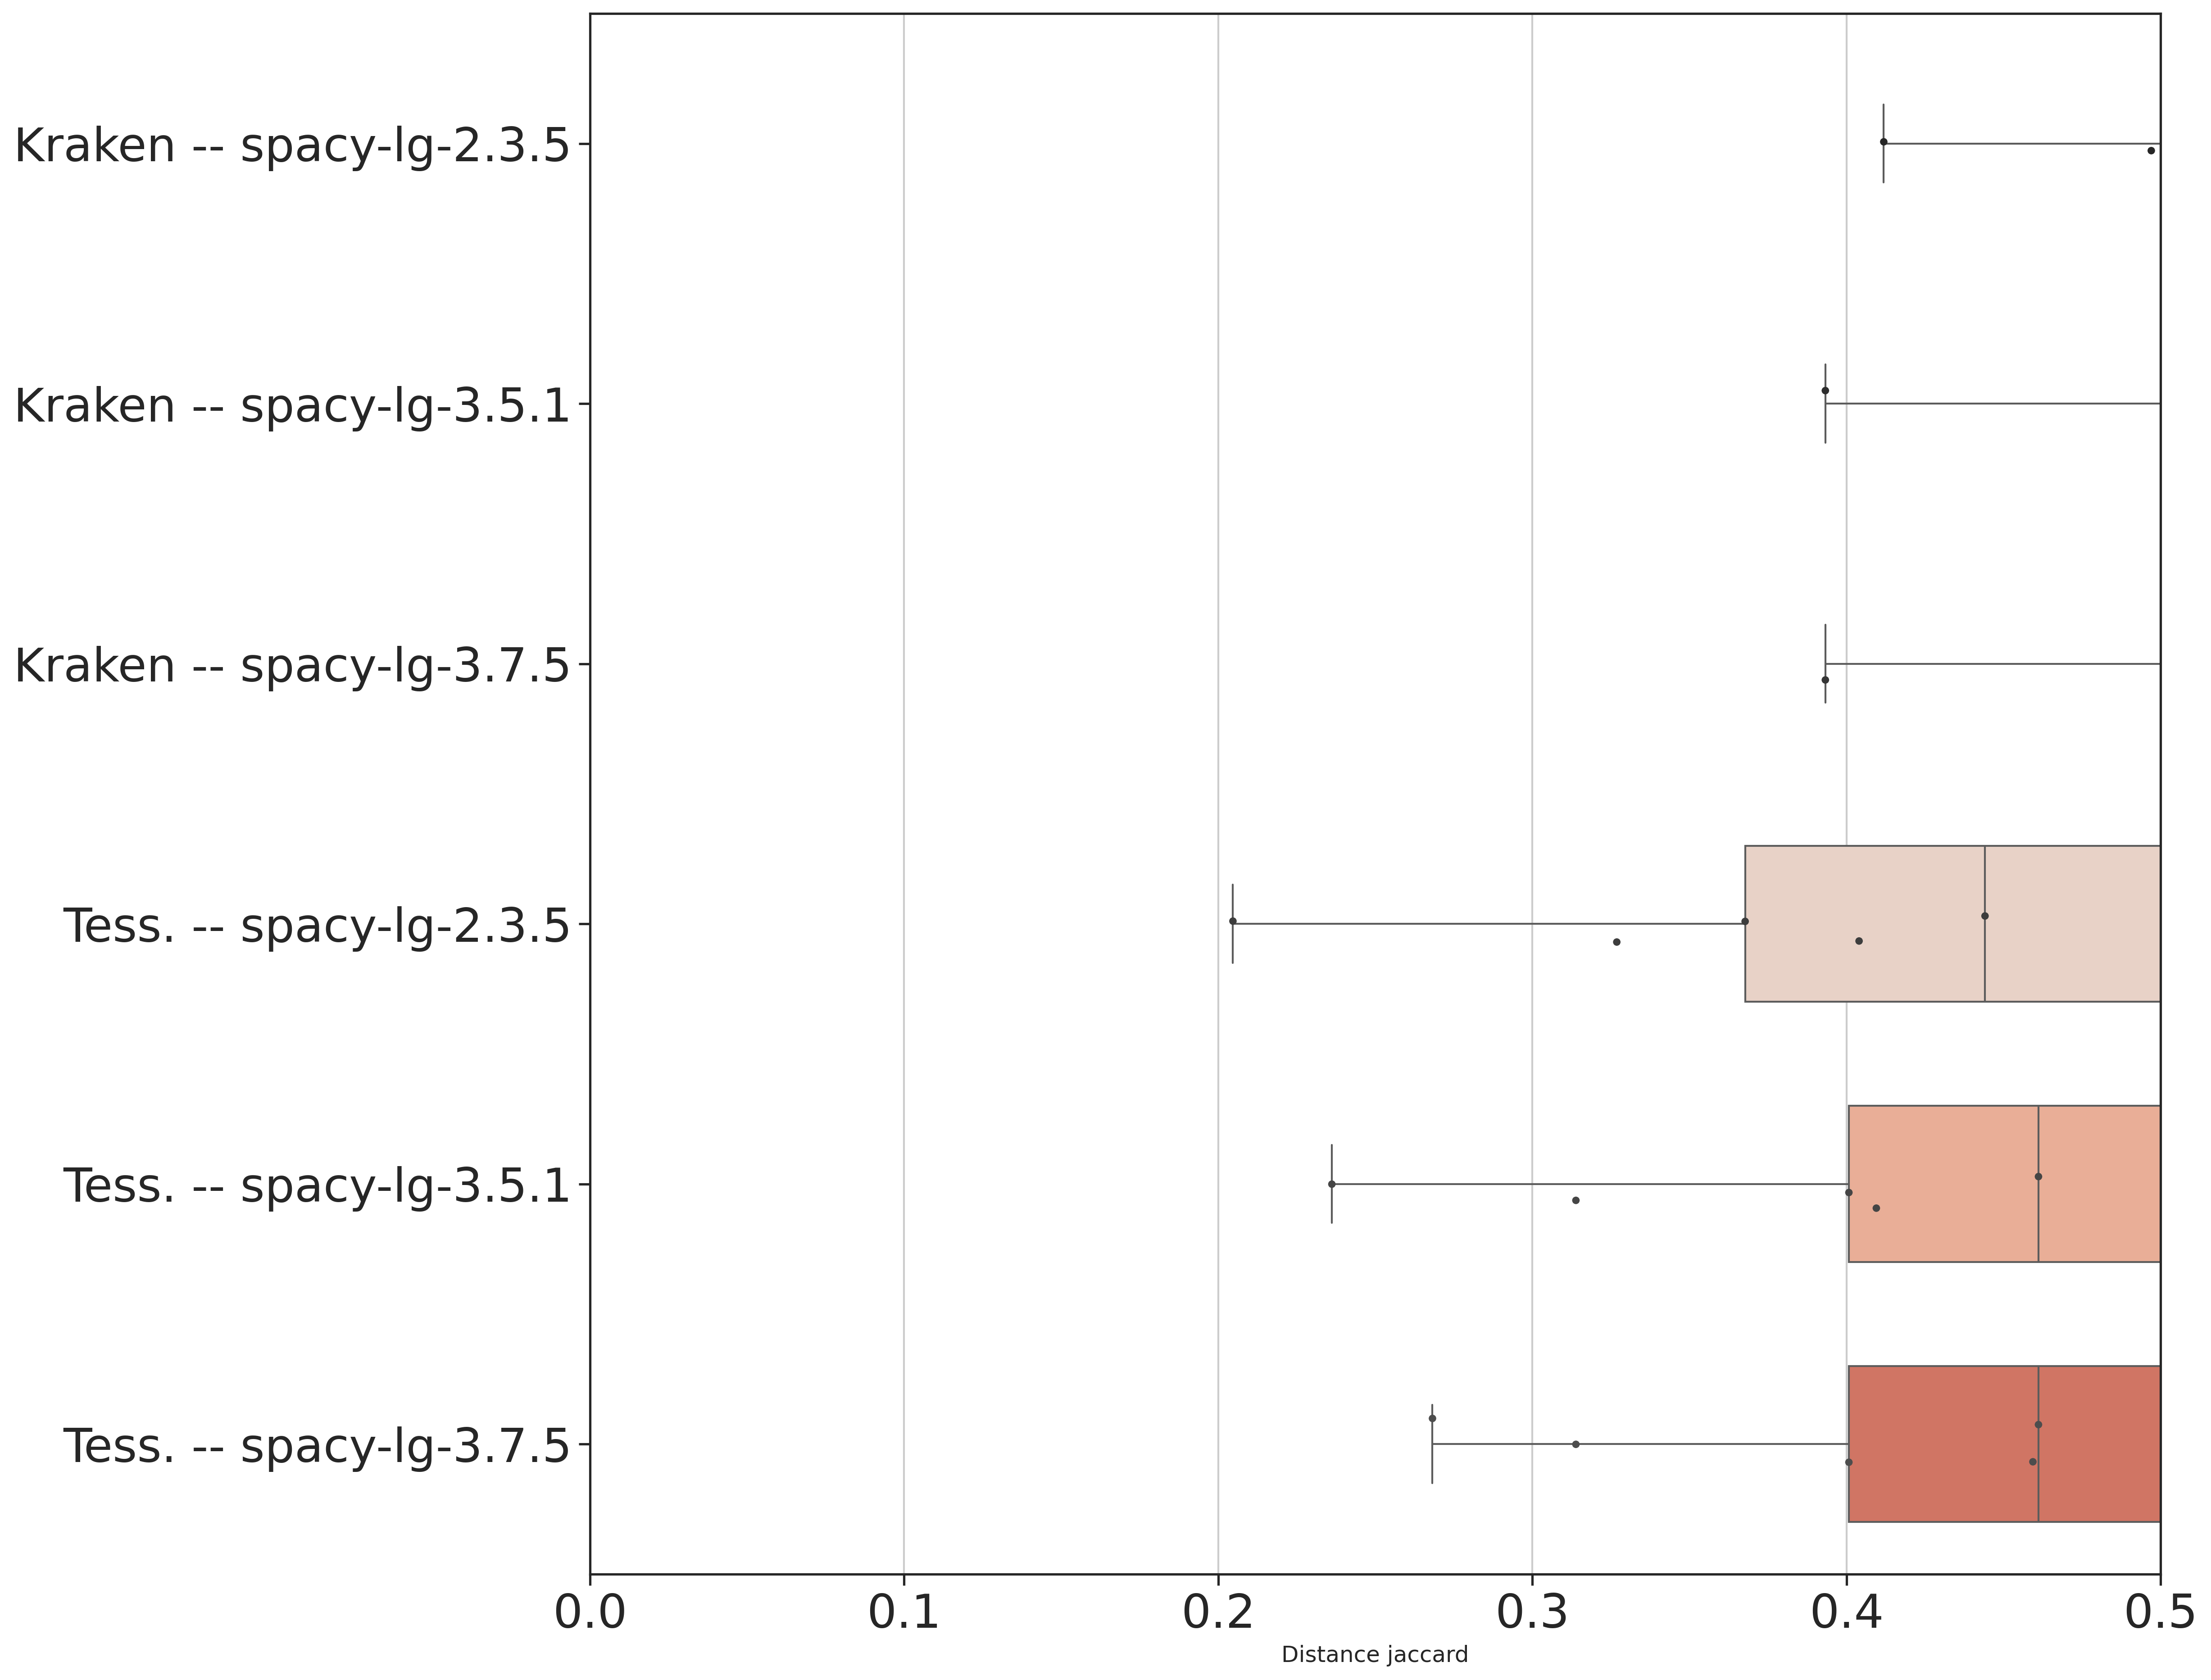 Kraken -- spacy-lg-2.3.5
Kraken -- spacy-lg-3.5.1
Kraken -- spacy-lg-3.7.5
Tess. -- spacy-lg-2.3.5
Tess. -- spacy-lg-3.5.1
Tess. -- spacy-lg-3.7.5
0.0 0.1 0.2 0.3 0.4 0.5
Distance jaccard